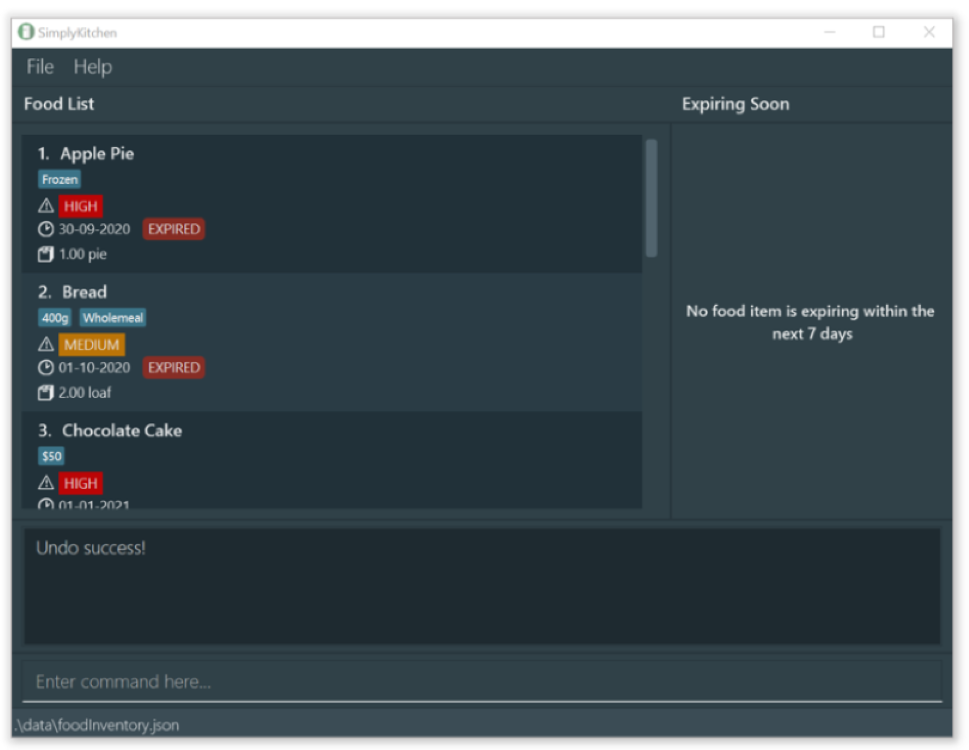 SimplyKitchen
File Help
Food List
Expiring Soon
1. Apple Pie
Frozen
HIGH
30-09-2020 EXPIRED
1.00 pie
2. Bread
400g Wholemeal
MEDIUM
01-10-2020 EXPIRED
2.00 loaf
3. Chocolate Cake
$50
HIGH
01-01-2021
No food item is expiring within the
next 7 days
Undo success!
Enter command here...
.\data\foodInventory.json